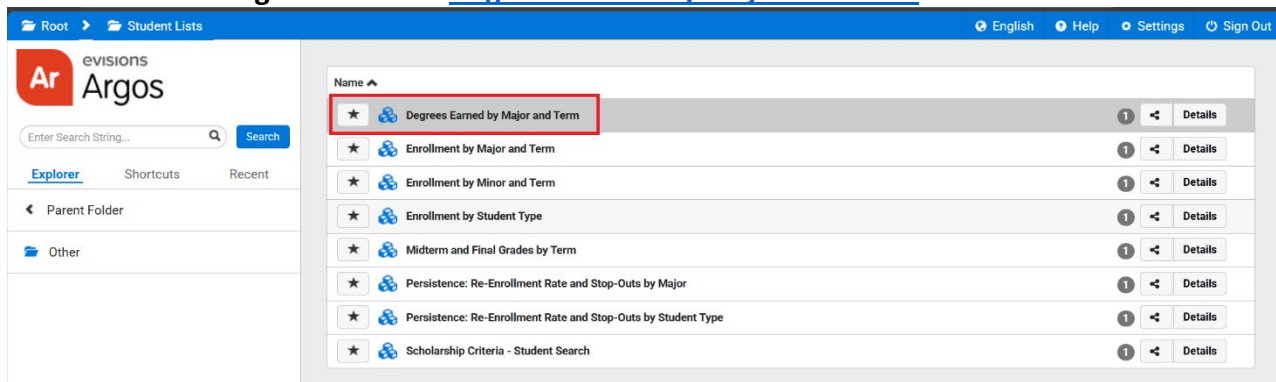 Root Student Lists English Help Settings Sign Out
Ar evisions Argos
Enter Search String... Search
Explorer Shortcuts Recent
Parent Folder
Other
Name
Degrees Earned by Major and Term 1 Details
Enrollment by Major and Term 1 Details
Enrollment by Minor and Term 1 Details
Enrollment by Student Type 1 Details
Midterm and Final Grades by Term 1 Details
Persistence: Re-Enrollment Rate and Stop-Outs by Major 1 Details
Persistence: Re-Enrollment Rate and Stop-Outs by Student Type 1 Details
Scholarship Criteria - Student Search 1 Details